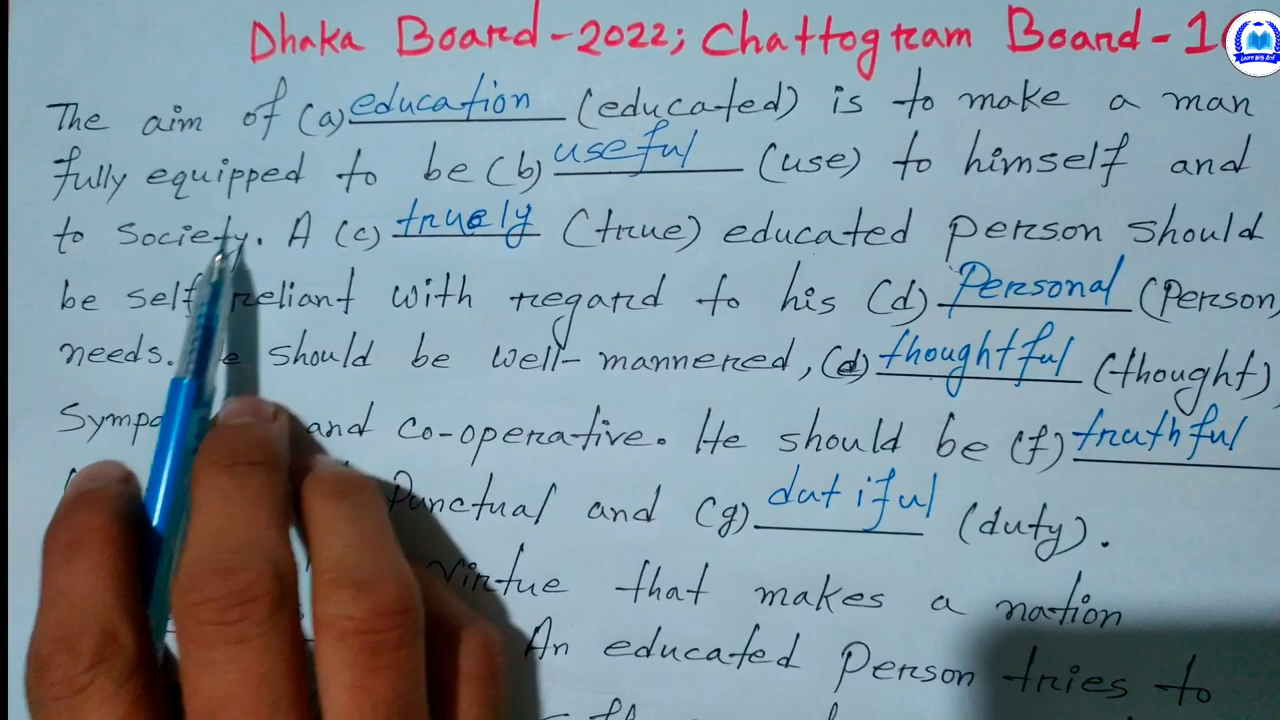 Dhaka Board-2022; Chattogram Board-1
The aim of (a) education (educated) is to make a man
fully equipped to be (b) useful (use) to himself and
to society. A (c) truely (true) educated person should
be self reliant with regard to his (d) Personal (Person)
needs. should be well-mannered, (e) thoughtful (thought),
and co-operative. He should be (f) truthful
Punctual and (g) dutiful (duty).
virtue that makes a nation
An educated Person tries to